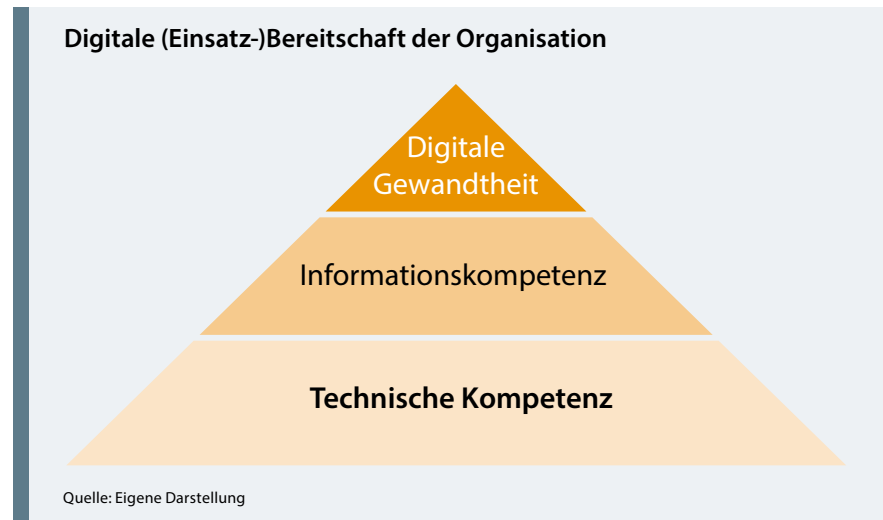 Digitale (Einsatz-)Bereitschaft der Organisation
Digitale
Gewandtheit
Informationskompetenz
Technische Kompetenz
Quelle: Eigene Darstellung